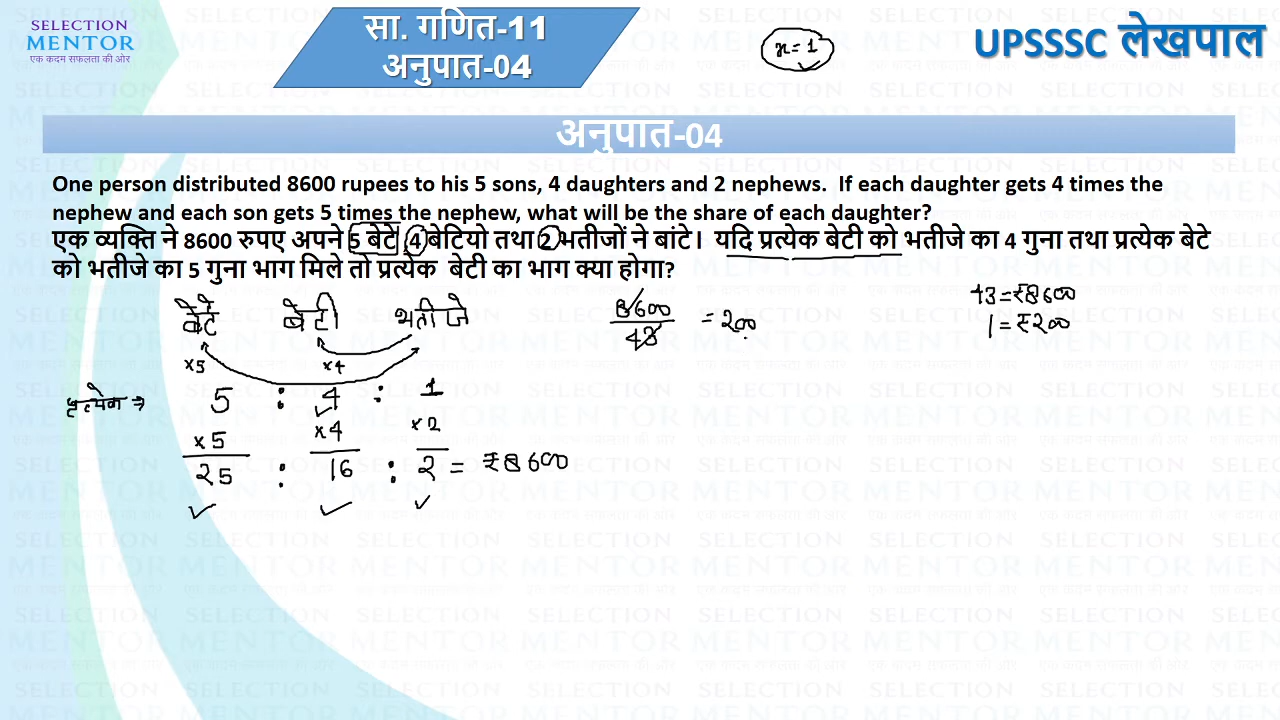 SELECTION
MENTOR
एक कदम सफलता की ओर
सा. गणित-11
अनुपात-04
n=1
UPSSSC लेखपाल
अनुपात-04
One person distributed 8600 rupees to his 5 sons, 4 daughters and 2 nephews. If each daughter gets 4 times the
nephew and each son gets 5 times the nephew, what will be the share of each daughter?
एक व्यक्ति ने 8600 रुपए अपने 5 बेटे, 4 बेटियो तथा 2 भतीजों ने बांटे। यदि प्रत्येक बेटी को भतीजे का 4 गुना तथा प्रत्येक बेटे
को भतीजे का 5 गुना भाग मिले तो प्रत्येक बेटी का भाग क्या होगा?
बेटे बेटी भतीजे
8600/43 = 200
43=₹8600
1=₹200
×5 ×4
प्रत्येक → 5 : 4 : 1
×5 ×4 ×2
25 : 16 : 2 = ₹8600